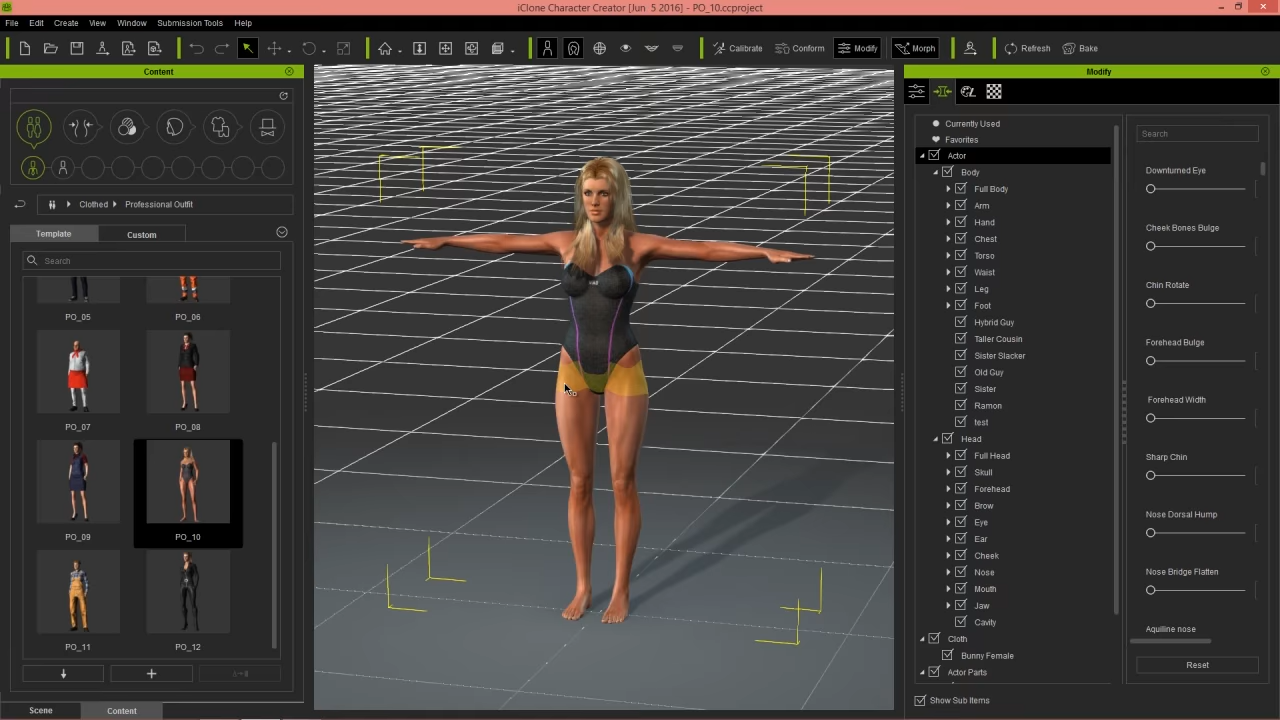 iClone Character Creator [Jun  5 2016] - PO_10.ccproject
File Edit Create View Window Submission Tools Help
Calibrate Conform Modify Morph Refresh Bake
Content
Clothed Professional Outfit
Template Custom
Search
PO_05 PO_06
PO_07 PO_08
PO_09 PO_10
PO_11 PO_12
Scene Content
Modify
Currently Used
Favorites
Actor
Body
Full Body
Arm
Hand
Chest
Torso
Waist
Leg
Foot
Hybrid Guy
Taller Cousin
Sister Slacker
Old Guy
Sister
Ramon
test
Head
Full Head
Skull
Forehead
Brow
Eye
Ear
Cheek
Nose
Mouth
Jaw
Cavity
Cloth
Bunny Female
Actor Parts
Show Sub Items
Search
Downturned Eye
Cheek Bones Bulge
Chin Rotate
Forehead Bulge
Forehead Width
Sharp Chin
Nose Dorsal Hump
Nose Bridge Flatten
Aquiline nose
Reset